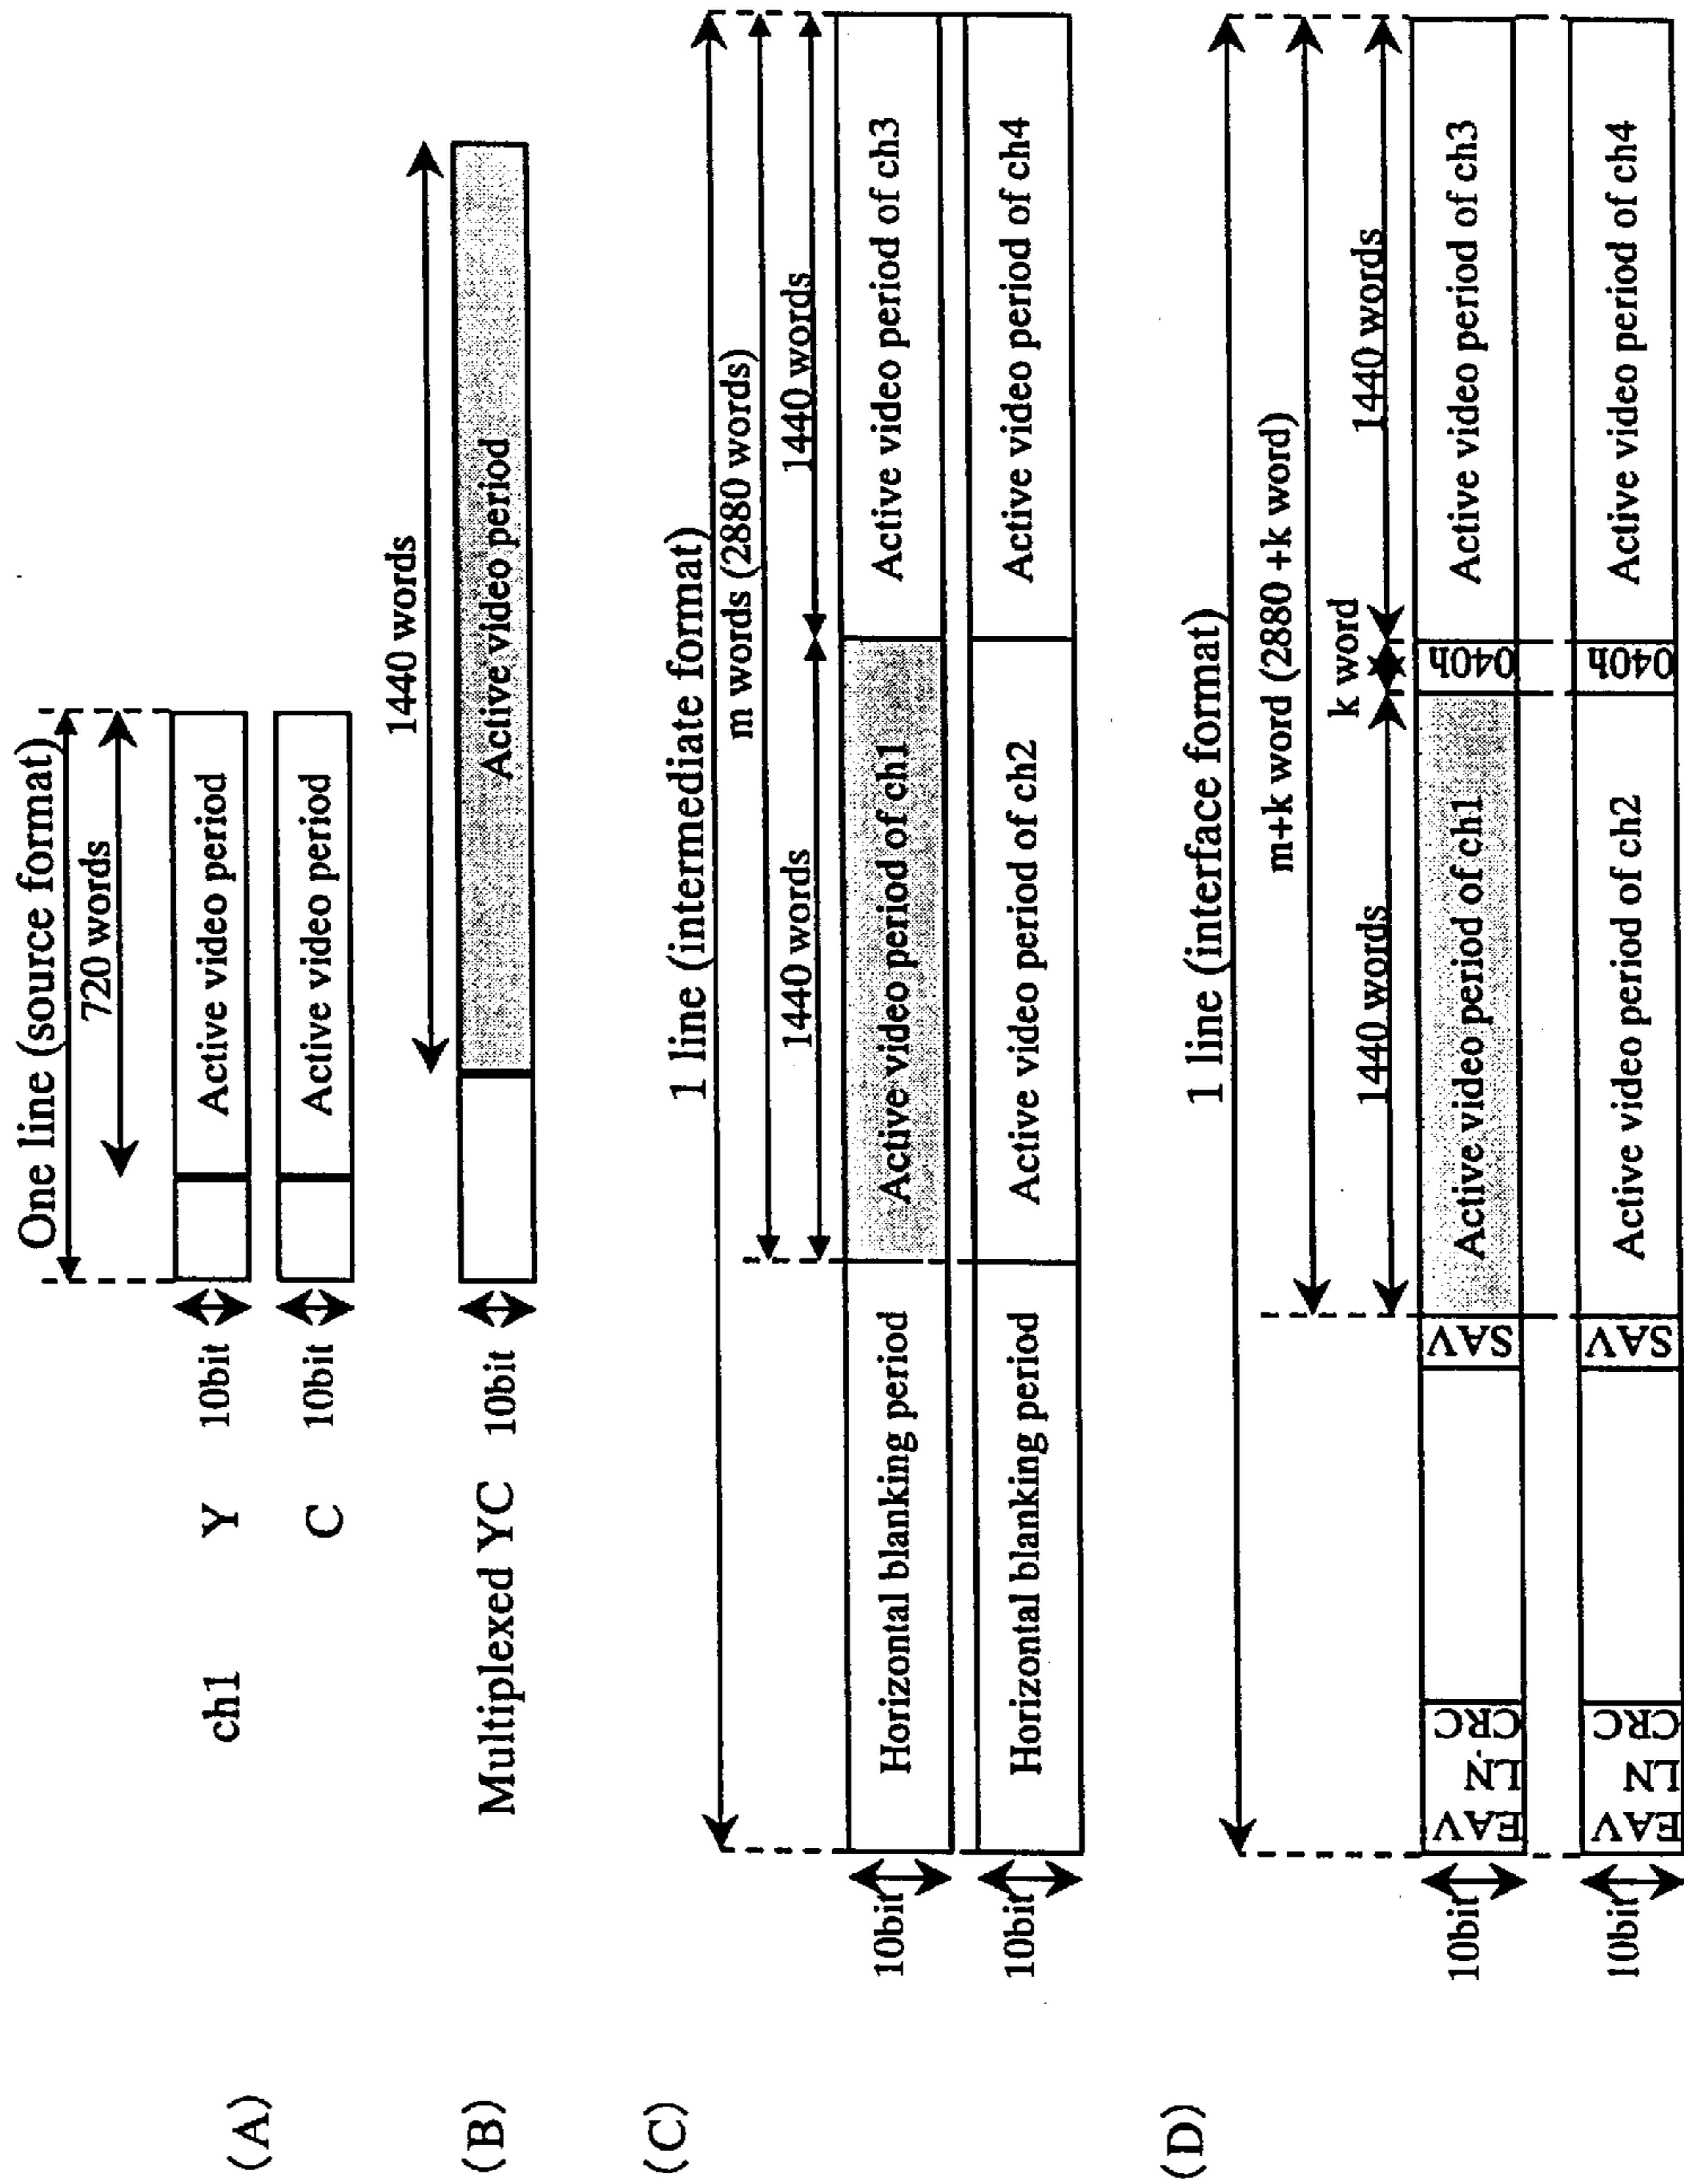 (A)
One line (source format)
720 words
ch1 Y 10bit Active video period
C 10bit Active video period
(B)
1440 words
Multiplexed YC 10bit Active video period
(C)
1 line (intermediate format)
m words (2880 words)
1440 words 1440 words
10bit Horizontal blanking period Active video period of ch1 Active video period of ch3
10bit Horizontal blanking period Active video period of ch2 Active video period of ch4
(D)
1 line (interface format)
m+k word (2880 +k word)
1440 words k word 1440 words
10bit EAV LN CRC SAV Active video period of ch1 040h Active video period of ch3
10bit EAV LN CRC SAV Active video period of ch2 040h Active video period of ch4